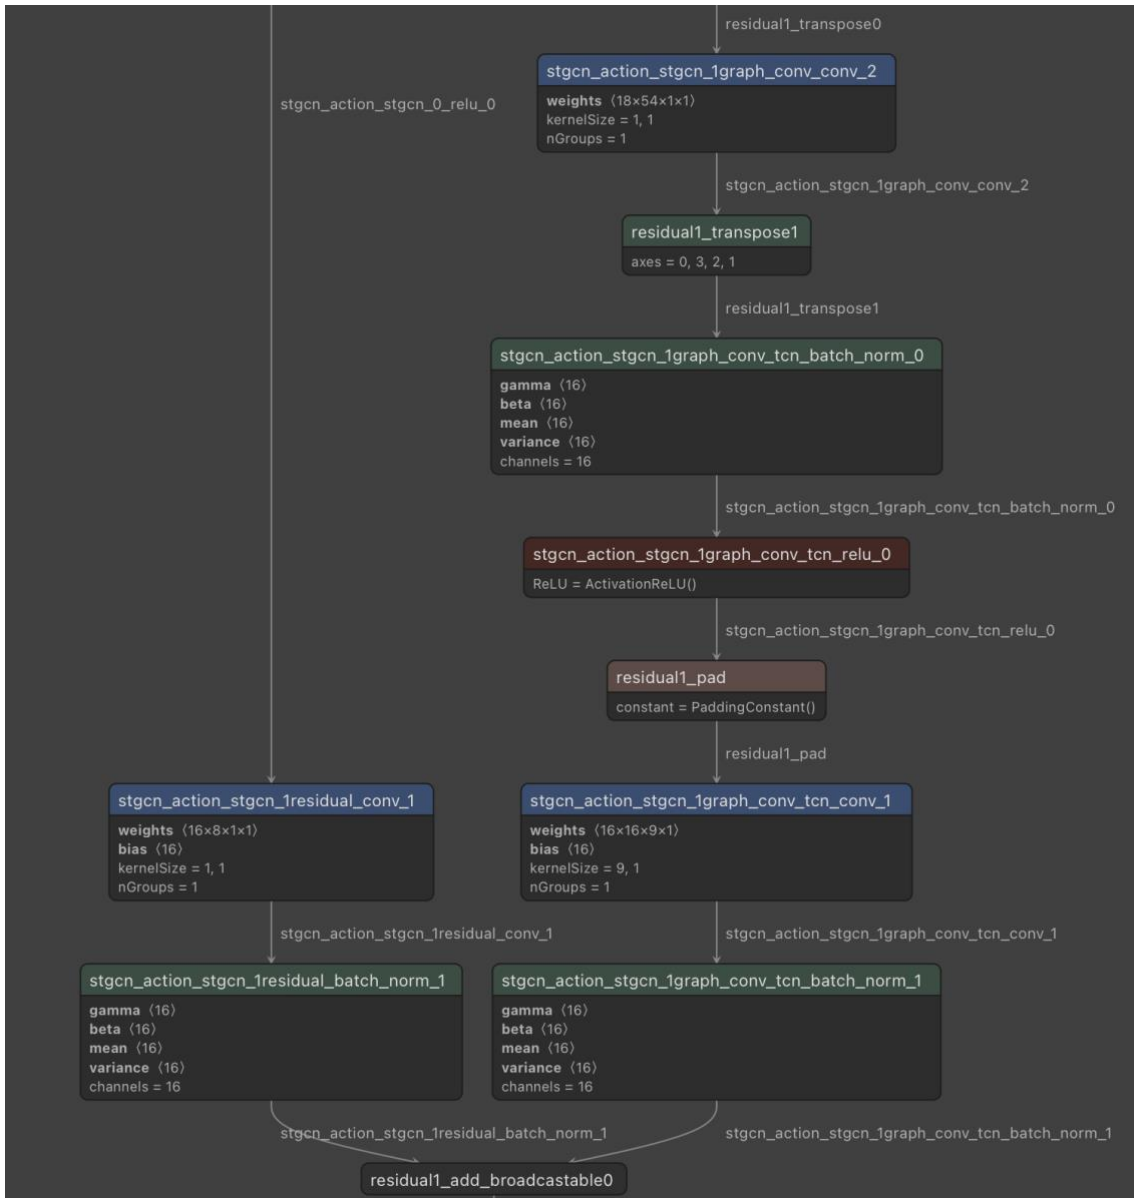 residual1_transpose0
stgcn_action_stgcn_1graph_conv_conv_2
weights ⟨18×54×1×1⟩
kernelSize = 1, 1
nGroups = 1
stgcn_action_stgcn_0_relu_0
stgcn_action_stgcn_1graph_conv_conv_2
residual1_transpose1
axes = 0, 3, 2, 1
residual1_transpose1
stgcn_action_stgcn_1graph_conv_tcn_batch_norm_0
gamma ⟨16⟩
beta ⟨16⟩
mean ⟨16⟩
variance ⟨16⟩
channels = 16
stgcn_action_stgcn_1graph_conv_tcn_batch_norm_0
stgcn_action_stgcn_1graph_conv_tcn_relu_0
ReLU = ActivationReLU()
stgcn_action_stgcn_1graph_conv_tcn_relu_0
residual1_pad
constant = PaddingConstant()
residual1_pad
stgcn_action_stgcn_1residual_conv_1
weights ⟨16×8×1×1⟩
bias ⟨16⟩
kernelSize = 1, 1
nGroups = 1
stgcn_action_stgcn_1graph_conv_tcn_conv_1
weights ⟨16×16×9×1⟩
bias ⟨16⟩
kernelSize = 9, 1
nGroups = 1
stgcn_action_stgcn_1residual_conv_1
stgcn_action_stgcn_1graph_conv_tcn_conv_1
stgcn_action_stgcn_1residual_batch_norm_1
gamma ⟨16⟩
beta ⟨16⟩
mean ⟨16⟩
variance ⟨16⟩
channels = 16
stgcn_action_stgcn_1graph_conv_tcn_batch_norm_1
gamma ⟨16⟩
beta ⟨16⟩
mean ⟨16⟩
variance ⟨16⟩
channels = 16
stgcn_action_stgcn_1residual_batch_norm_1
stgcn_action_stgcn_1graph_conv_tcn_batch_norm_1
residual1_add_broadcastable0